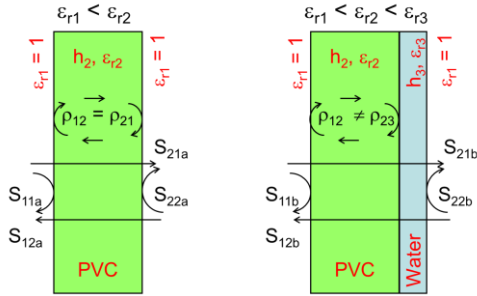 εr1 < εr2
εr1 = 1
h2, εr2
εr1 = 1
ρ12 = ρ21
S21a
S11a
S22a
S12a
PVC
εr1 < εr2 < εr3
εr1 = 1
h2, εr2
h3, εr3
εr1 = 1
ρ12 ≠ ρ23
S21b
S11b
S22b
S12b
PVC
Water